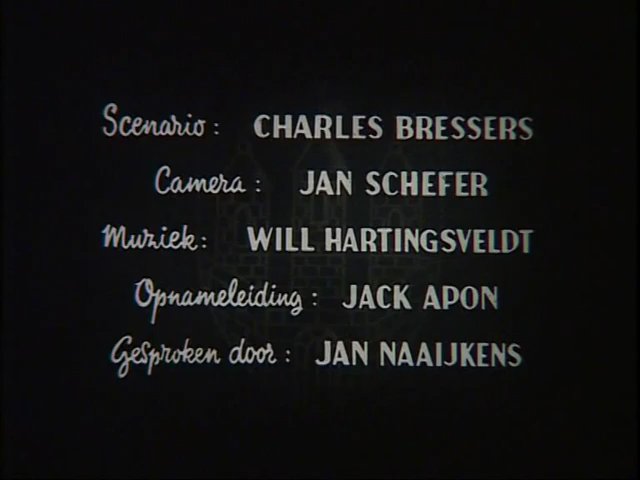 Scenario: CHARLES BRESSERS
Camera: JAN SCHEFER
Muziek: WILL HARTINGSVELDT
Opnameleiding: JACK APON
Gesproken door: JAN NAAIJKENS